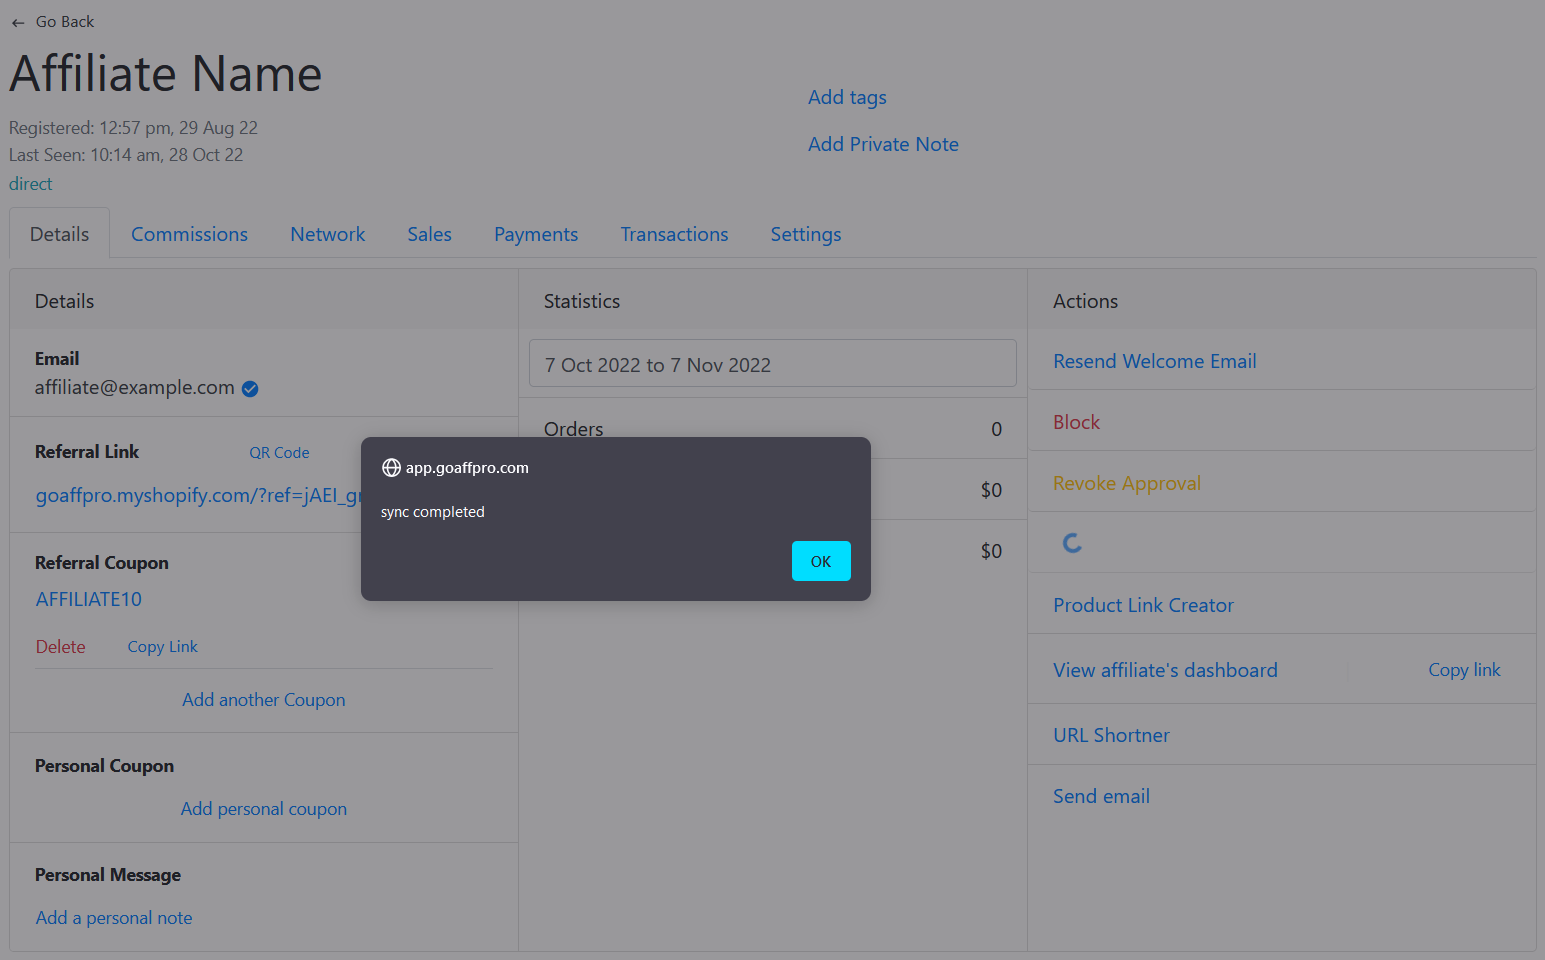 ← Go Back
Affiliate Name
Registered: 12:57 pm, 29 Aug 22
Last Seen: 10:14 am, 28 Oct 22
direct
Add tags
Add Private Note
Details Commissions Network Sales Payments Transactions Settings
Details
Email
affiliate@example.com
Referral Link QR Code
goaffpro.myshopify.com/?ref=jAEI_gr
Referral Coupon
AFFILIATE10
Delete Copy Link
Add another Coupon
Personal Coupon
Add personal coupon
Personal Message
Add a personal note
Statistics
7 Oct 2022 to 7 Nov 2022
Orders 0
$0
$0
app.goaffpro.com
sync completed
OK
Actions
Resend Welcome Email
Block
Revoke Approval
Product Link Creator
View affiliate's dashboard Copy link
URL Shortner
Send email